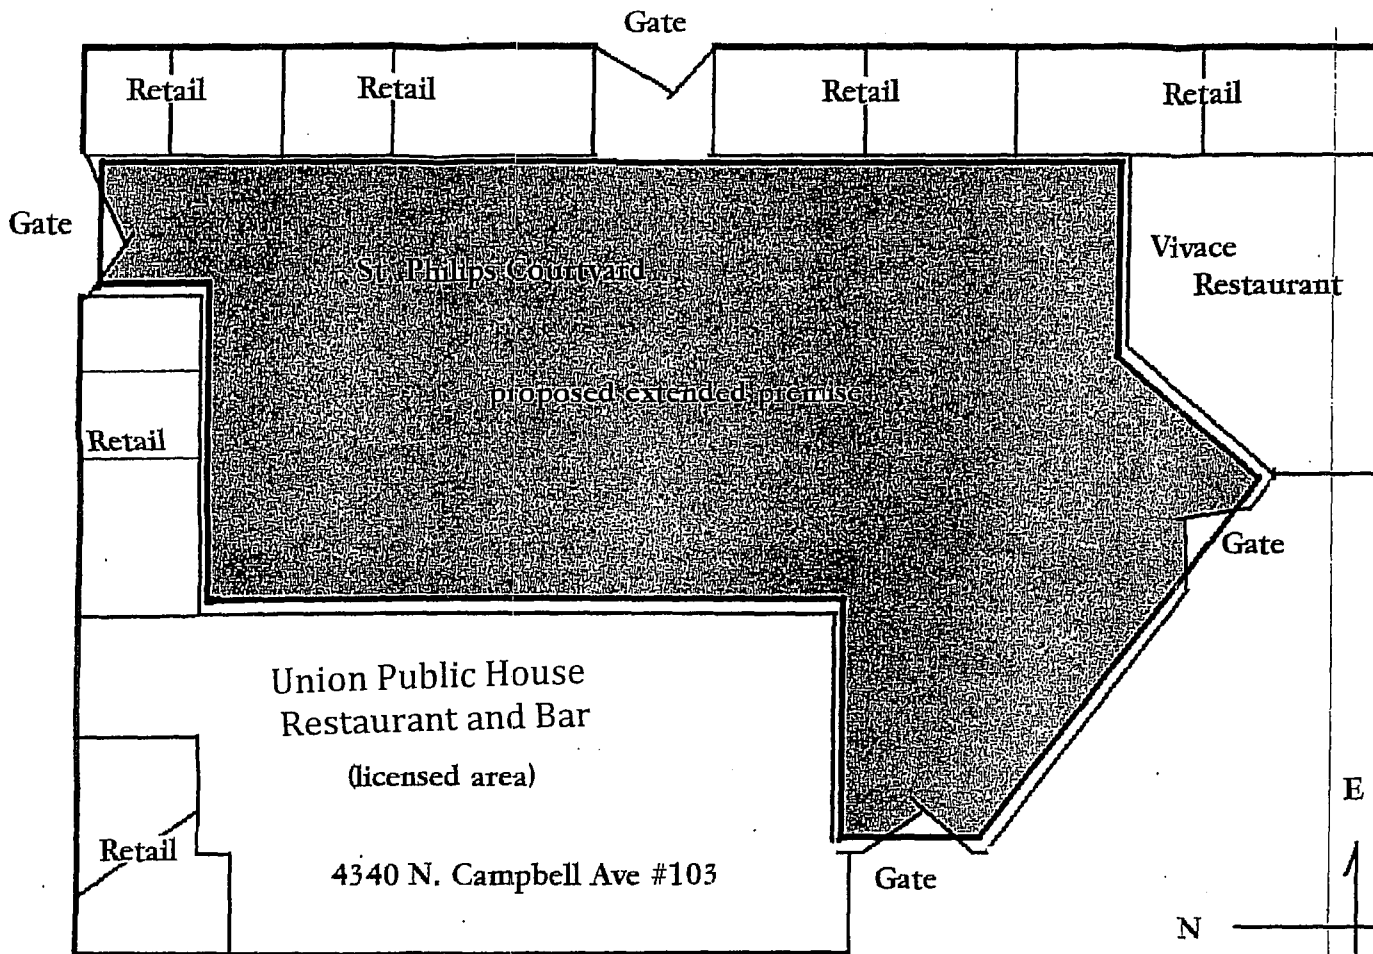 Gate
Retail
Retail
Retail
Retail
Gate
St. Philips Courtyard
Vivace
Restaurant
proposed extended premise
Retail
Gate
Union Public House
Restaurant and Bar
(licensed area)
E
Retail
4340 N. Campbell Ave #103
Gate
N